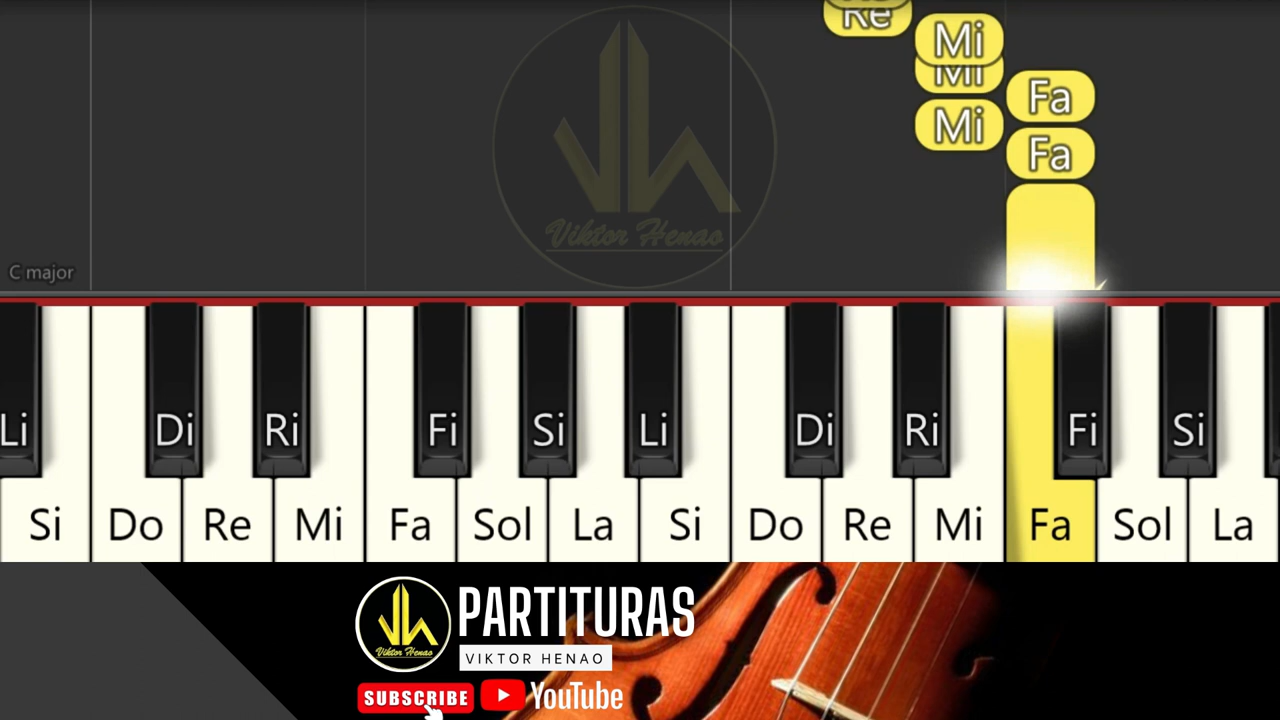 Re
Mi
Mi
Fa
Mi
Fa
Viktor Henao
C major
Li Di Ri Fi Si Li Di Ri Fi Si
Si Do Re Mi Fa Sol La Si Do Re Mi Fa Sol La
PARTITURAS
Viktor Henao
VIKTOR HENAO
SUBSCRIBE YouTube